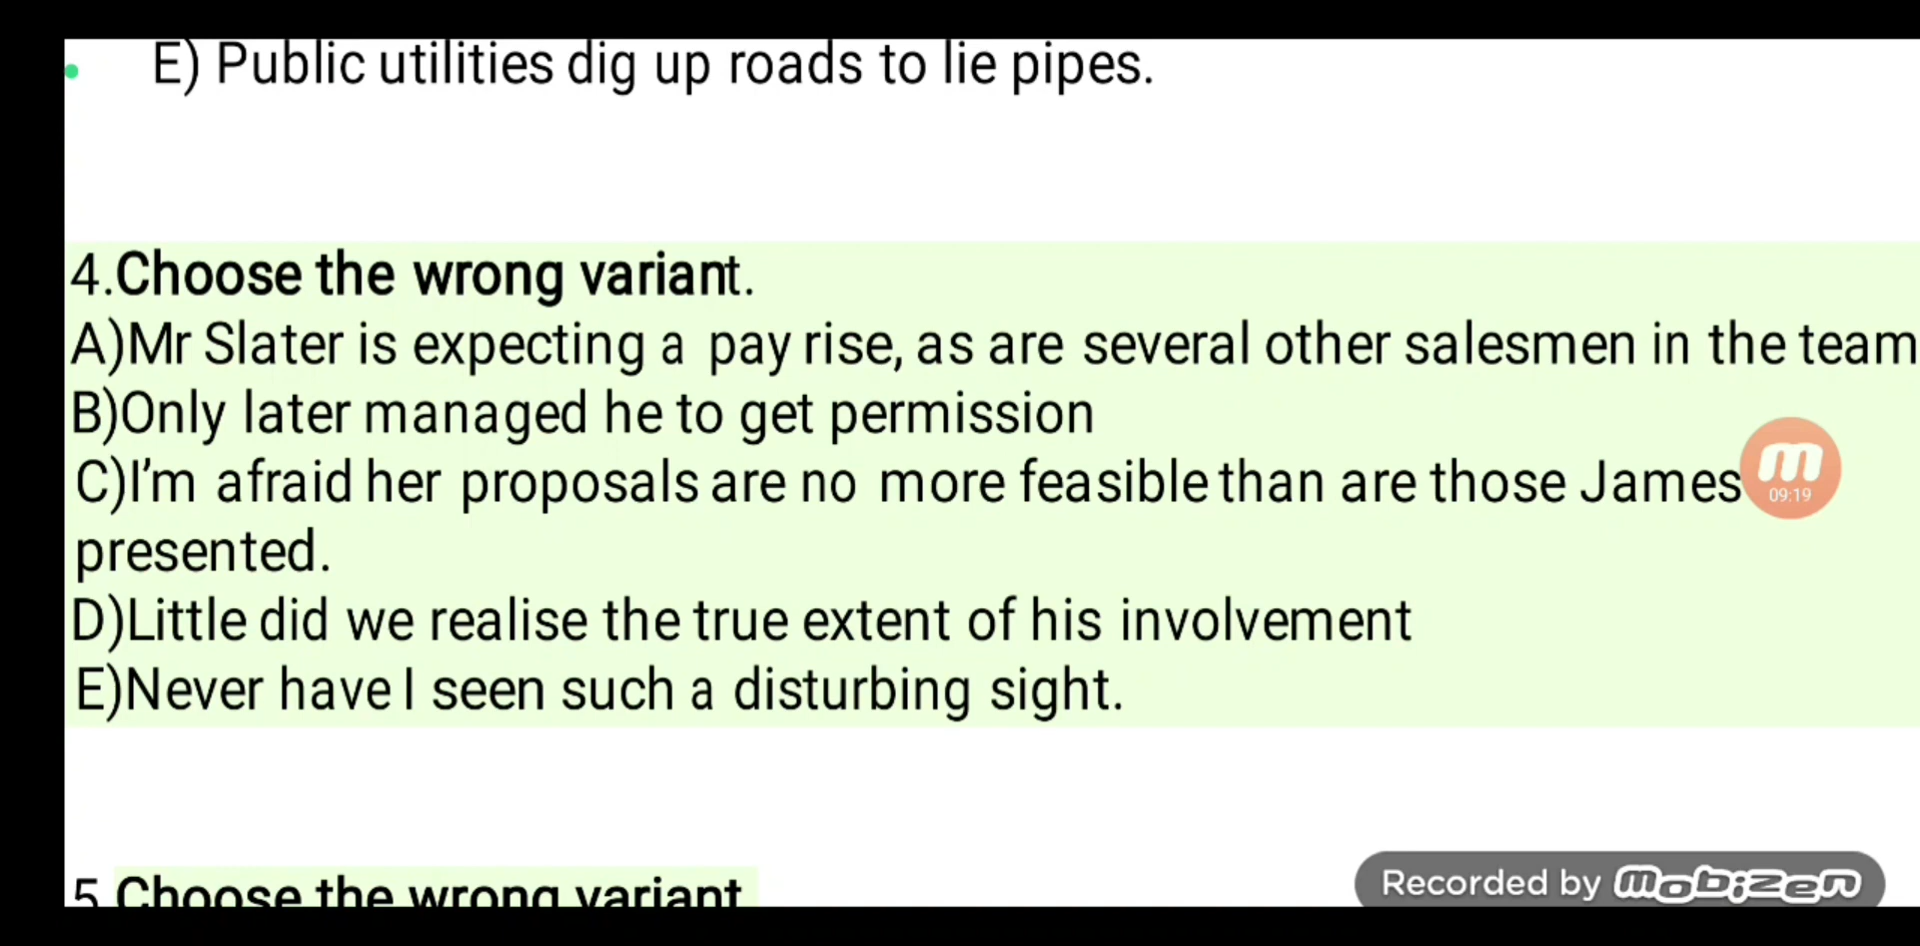 E) Public utilities dig up roads to lie pipes.
4.Choose the wrong variant.
A)Mr Slater is expecting a pay rise, as are several other salesmen in the team
B)Only later managed he to get permission
C)I'm afraid her proposals are no more feasible than are those James
presented.
D)Little did we realise the true extent of his involvement
E)Never have I seen such a disturbing sight.
m
09:19
5 Choose the wrong variant
Recorded by mobizen